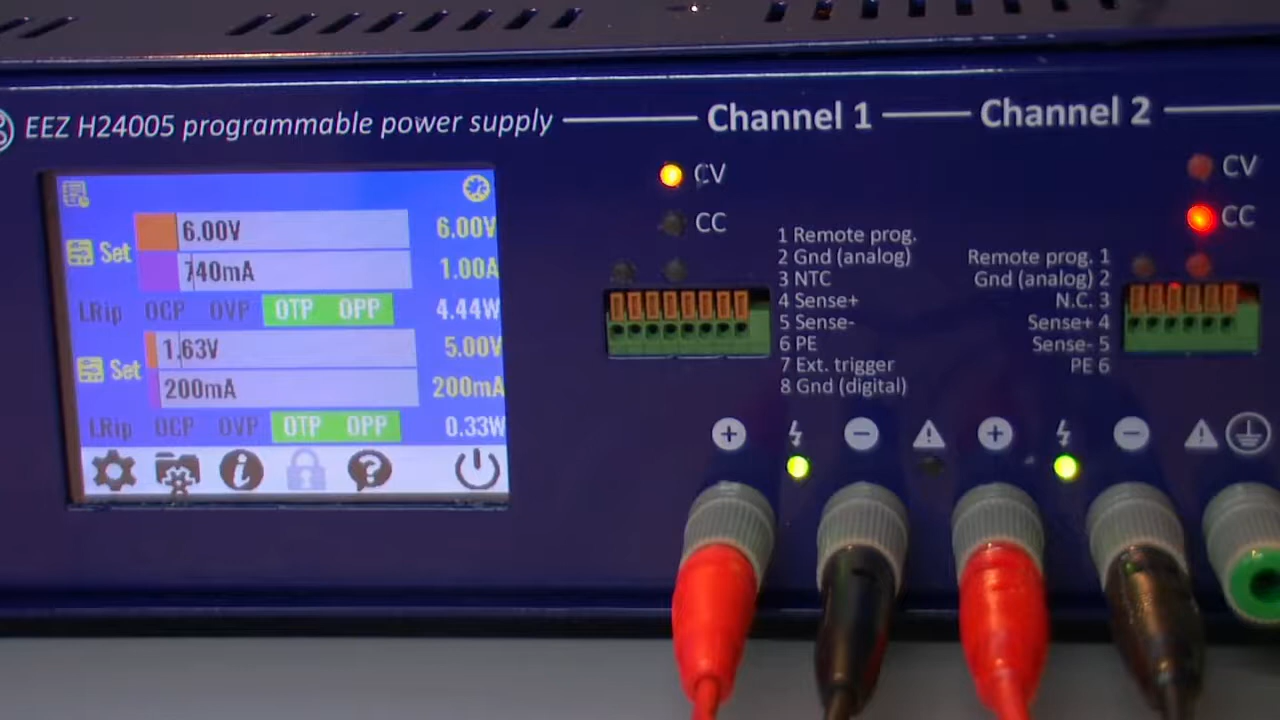 EEZ H24005 programmable power supply
Channel 1
Channel 2
6.00V
6.00V
Set
740mA
1.00A
LRip OCP OVP OTP OPP 4.44W
1.63V
5.00V
Set
200mA
200mA
LRip OCP OVP OTP OPP 0.33W
CV
CC
1 Remote prog.
2 Gnd (analog)
3 NTC
4 Sense+
5 Sense-
6 PE
7 Ext. trigger
8 Gnd (digital)
CV
CC
Remote prog. 1
Gnd (analog) 2
N.C. 3
Sense+ 4
Sense- 5
PE 6